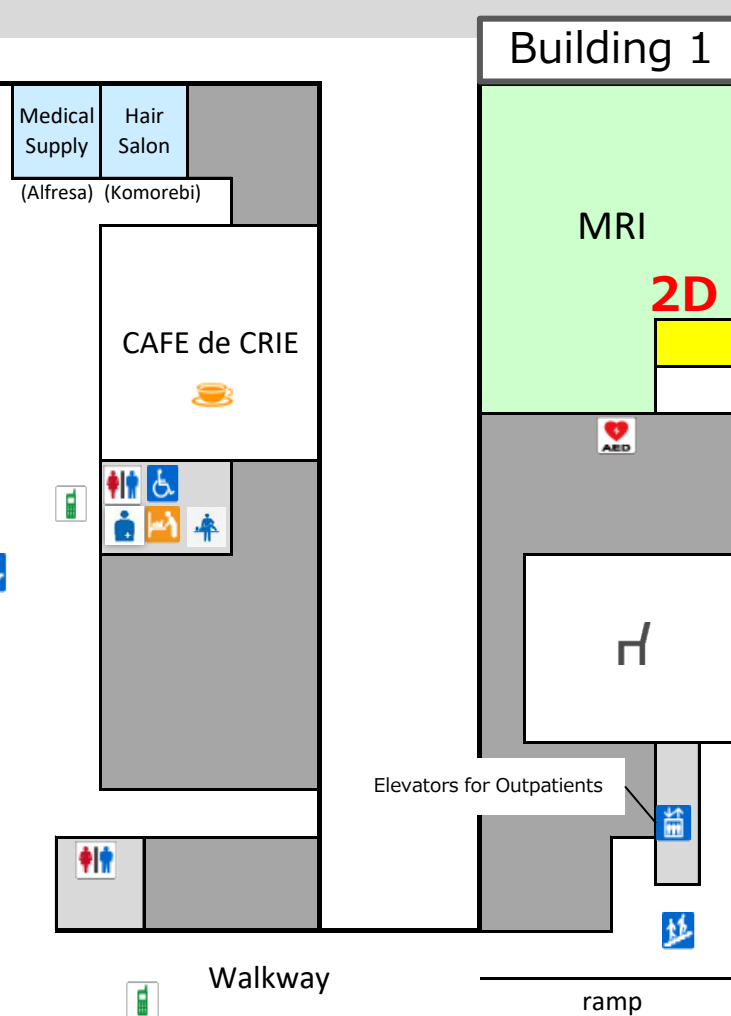 Building 1
Medical
Supply
Hair
Salon
(Alfresa)
(Komorebi)
MRI
2D
CAFE de CRIE
AED
Elevators for Outpatients
Walkway
ramp